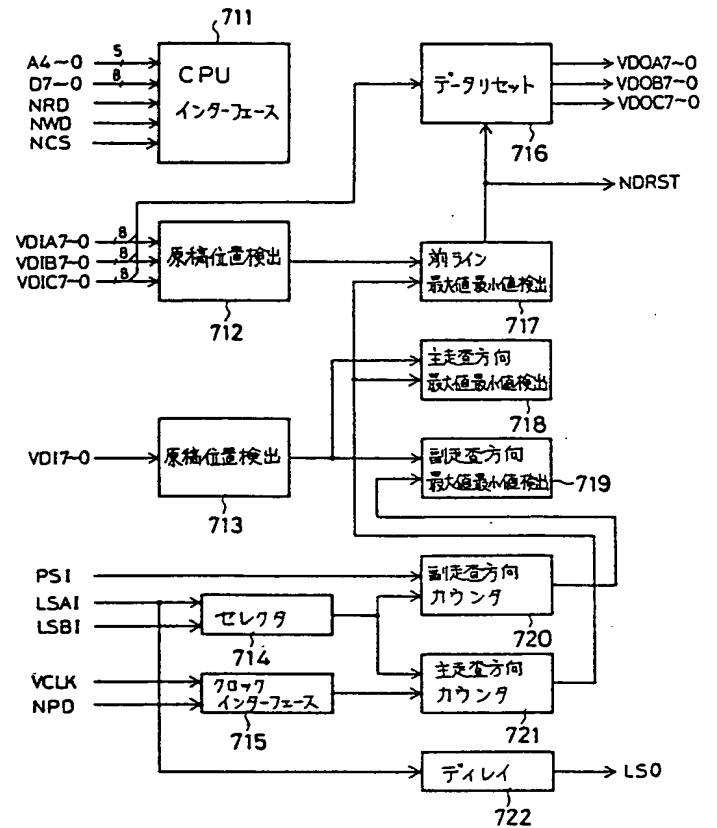 711
A4~0
5
D7~0
8
NRD
NWD
NCS
CPU
インターフェース
データリセット
716
VDOA7~0
VDOB7~0
VDOC7~0
NDRST
VDIA7~0
8
VDIB7~0
8
VDIC7~0
8
原稿位置検出
712
前ライン
最大値最小値検出
717
主走査方向
最大値最小値検出
718
VDI7~0
原稿位置検出
713
副走査方向
最大値最小値検出
719
PSI
LSAI
LSBI
セレクタ
714
副走査方向
カウンタ
720
VCLK
NPD
クロック
インターフェース
715
主走査方向
カウンタ
721
ディレイ
722
LSO